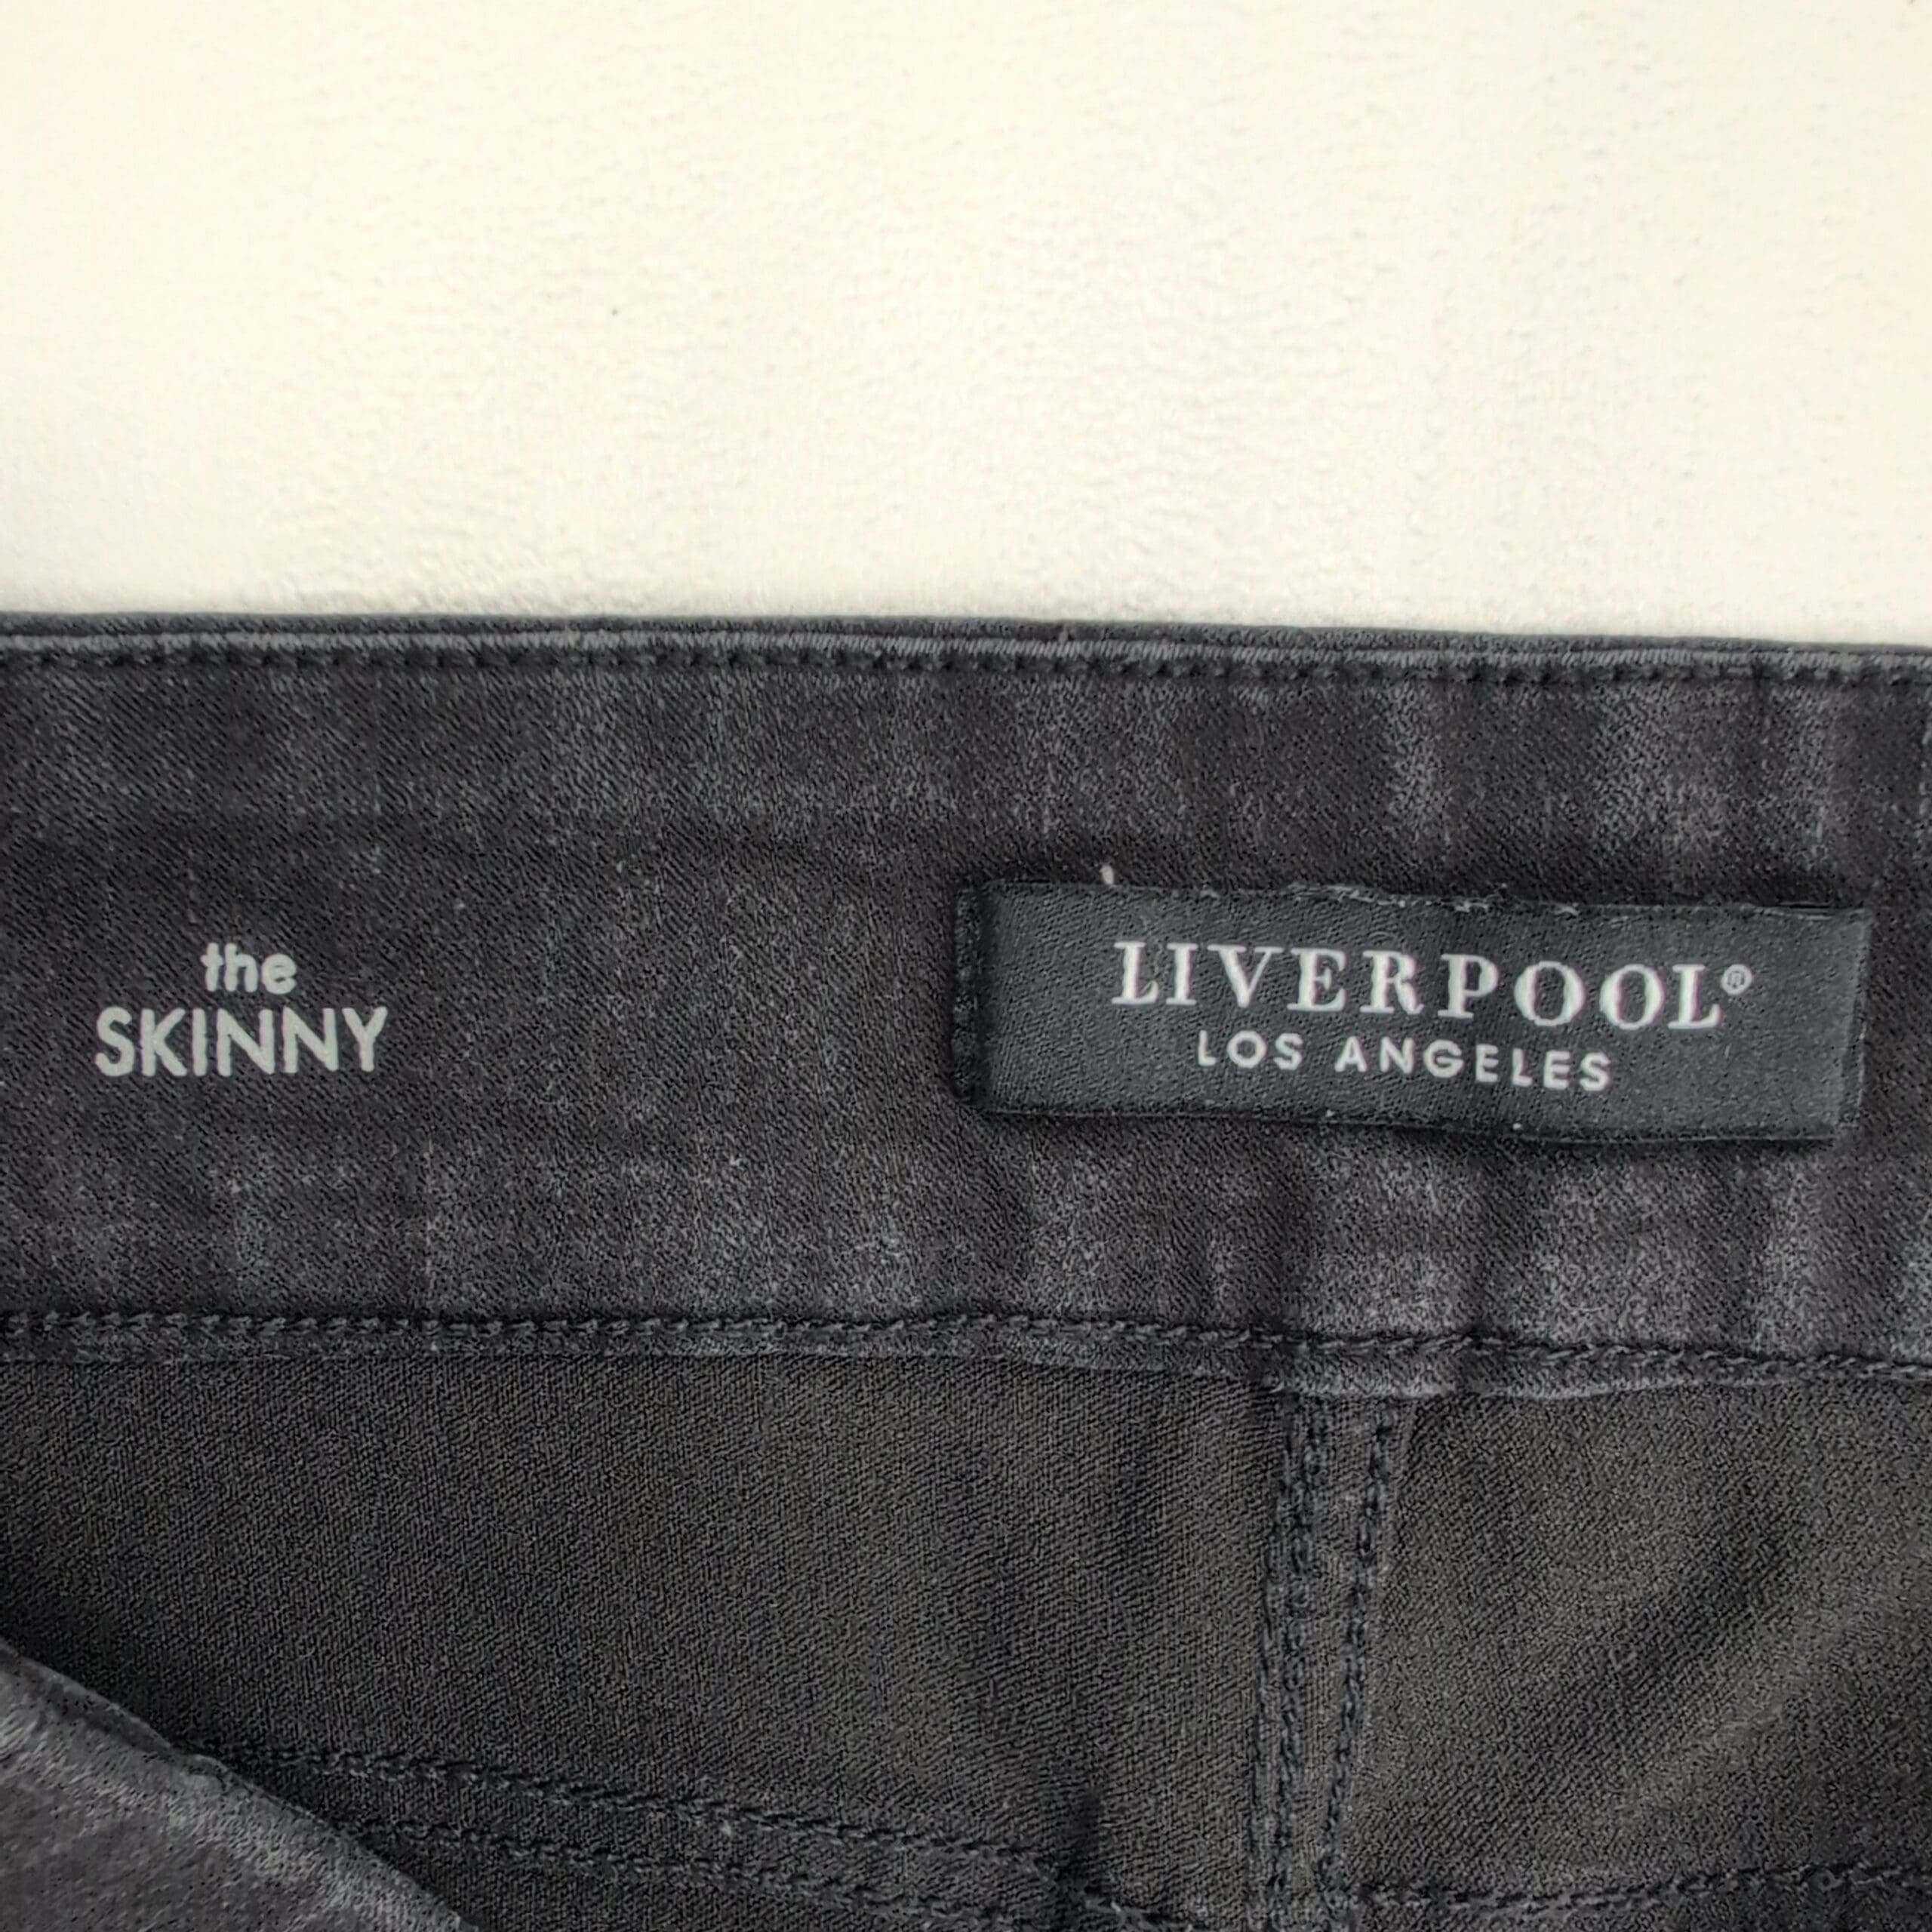 the
SKINNY
LIVERPOOL®
LOS ANGELES